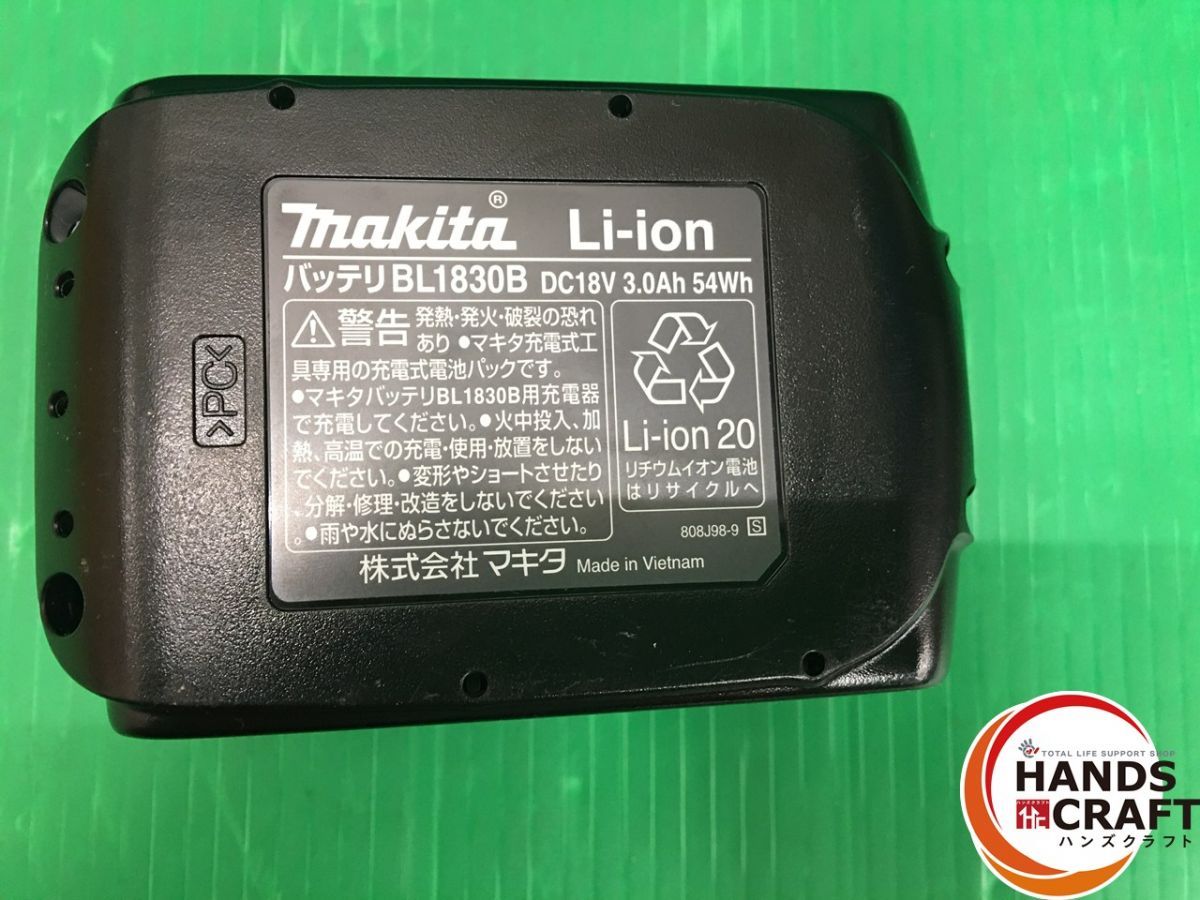 makita® Li-ion
バッテリBL1830B DC18V 3.0Ah 54Wh
⚠警告 発熱・発火・破裂の恐れ
あり ●マキタ充電式工
具専用の充電式電池パックです。
●マキタバッテリBL1830B用充電器
で充電してください。●火中投入、加
熱、高温での充電・使用・放置をしない
でください。●変形やショートさせたり
、分解・修理・改造をしないでください
。●雨や水にぬらさないでください。
Li-ion 20
リチウムイオン電池
はリサイクルへ
808J98-9 S
株式会社マキタ Made in Vietnam
>PC<
TOTAL LIFE SUPPORT SHOP
HANDS
ハンズクラフト
CRAFT
ハンズクラフト